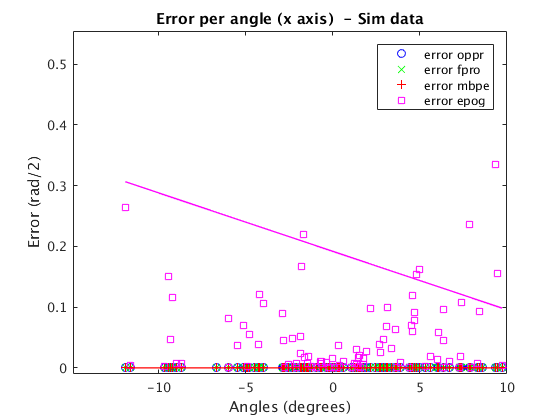 Error per angle (x axis) - Sim data
error oppr
error fpro
error mbpe
error epog
0.5
0.4
0.3
0.2
0.1
0
Error (rad/2)
-10
-5
0
5
10
Angles (degrees)